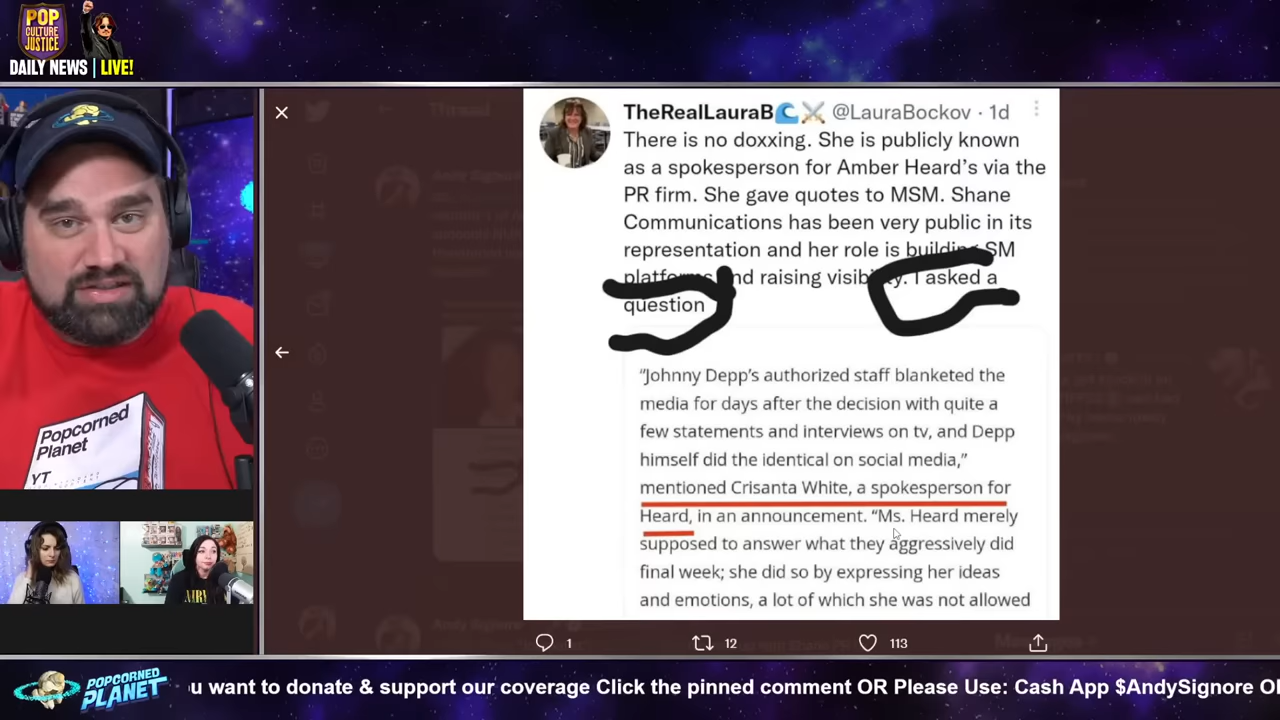 POP
CULTURE
JUSTICE
DAILY NEWS | LIVE!
TheRealLauraB🌊⚔️ @LauraBockov · 1d
There is no doxxing. She is publicly known
as a spokesperson for Amber Heard's via the
PR firm. She gave quotes to MSM. Shane
Communications has been very public in its
representation and her role is building SM
platforms and raising visibility. I asked a
question
"Johnny Depp's authorized staff blanketed the
media for days after the decision with quite a
few statements and interviews on tv, and Depp
himself did the identical on social media,"
mentioned Crisanta White, a spokesperson for
Heard, in an announcement. "Ms. Heard merely
supposed to answer what they aggressively did
final week; she did so by expressing her ideas
and emotions, a lot of which she was not allowed
1
12
113
Thread
Popcorned
Planet
YT
POPCORNED
PLANET
u want to donate & support our coverage Click the pinned comment OR Please Use: Cash App $AndySignore O